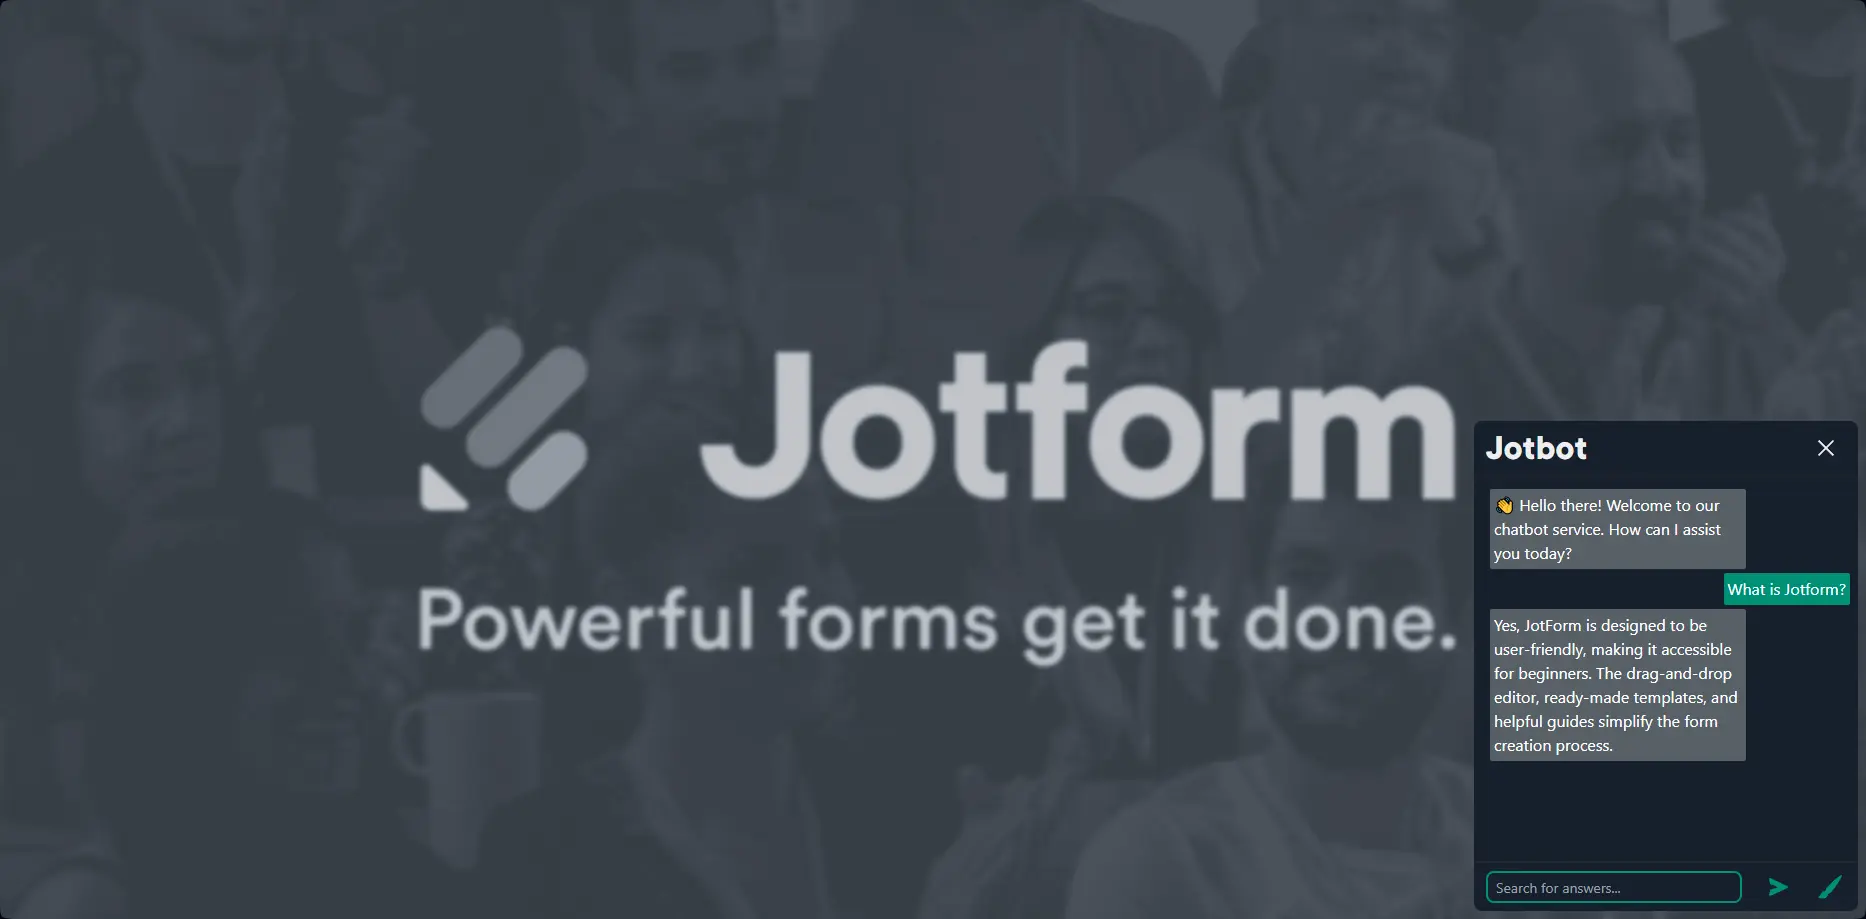 Jotform
Powerful forms get it done.
Jotbot
👋 Hello there! Welcome to our
chatbot service. How can I assist
you today?
What is Jotform?
Yes, JotForm is designed to be
user-friendly, making it accessible
for beginners. The drag-and-drop
editor, ready-made templates, and
helpful guides simplify the form
creation process.
Search for answers...